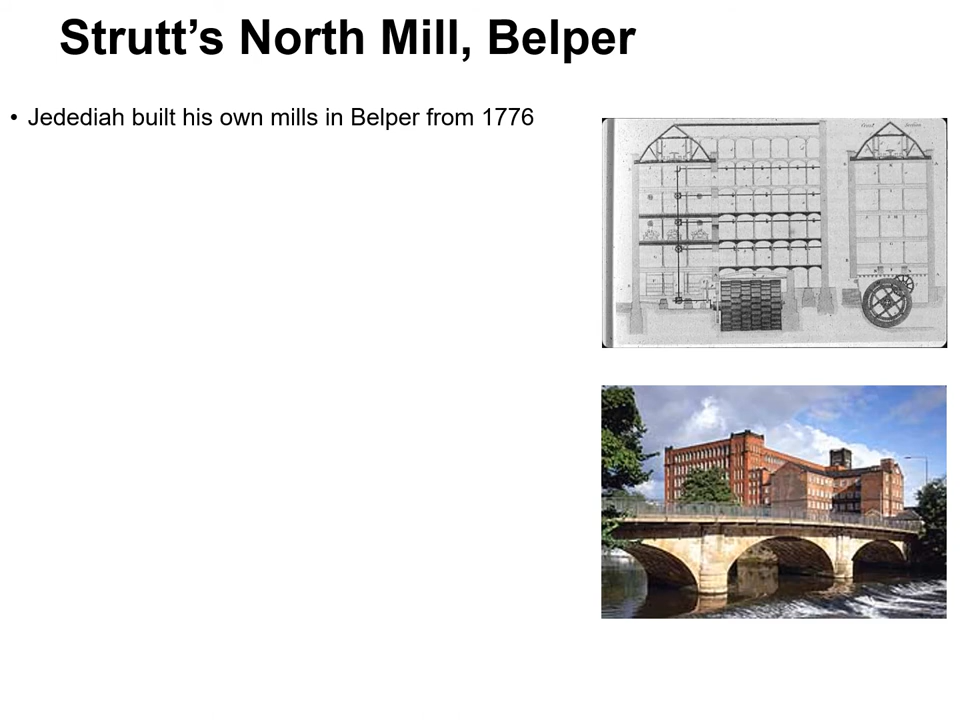 Strutt’s North Mill, Belper
• Jedediah built his own mills in Belper from 1776